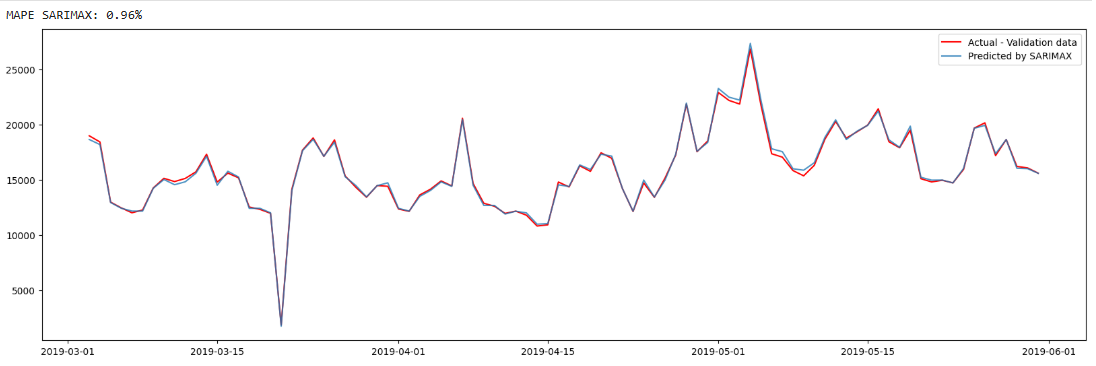 MAPE SARIMAX: 0.96%
Actual - Validation data
Predicted by SARIMAX
25000
20000
15000
10000
5000
2019-03-01 2019-03-15 2019-04-01 2019-04-15 2019-05-01 2019-05-15 2019-06-01